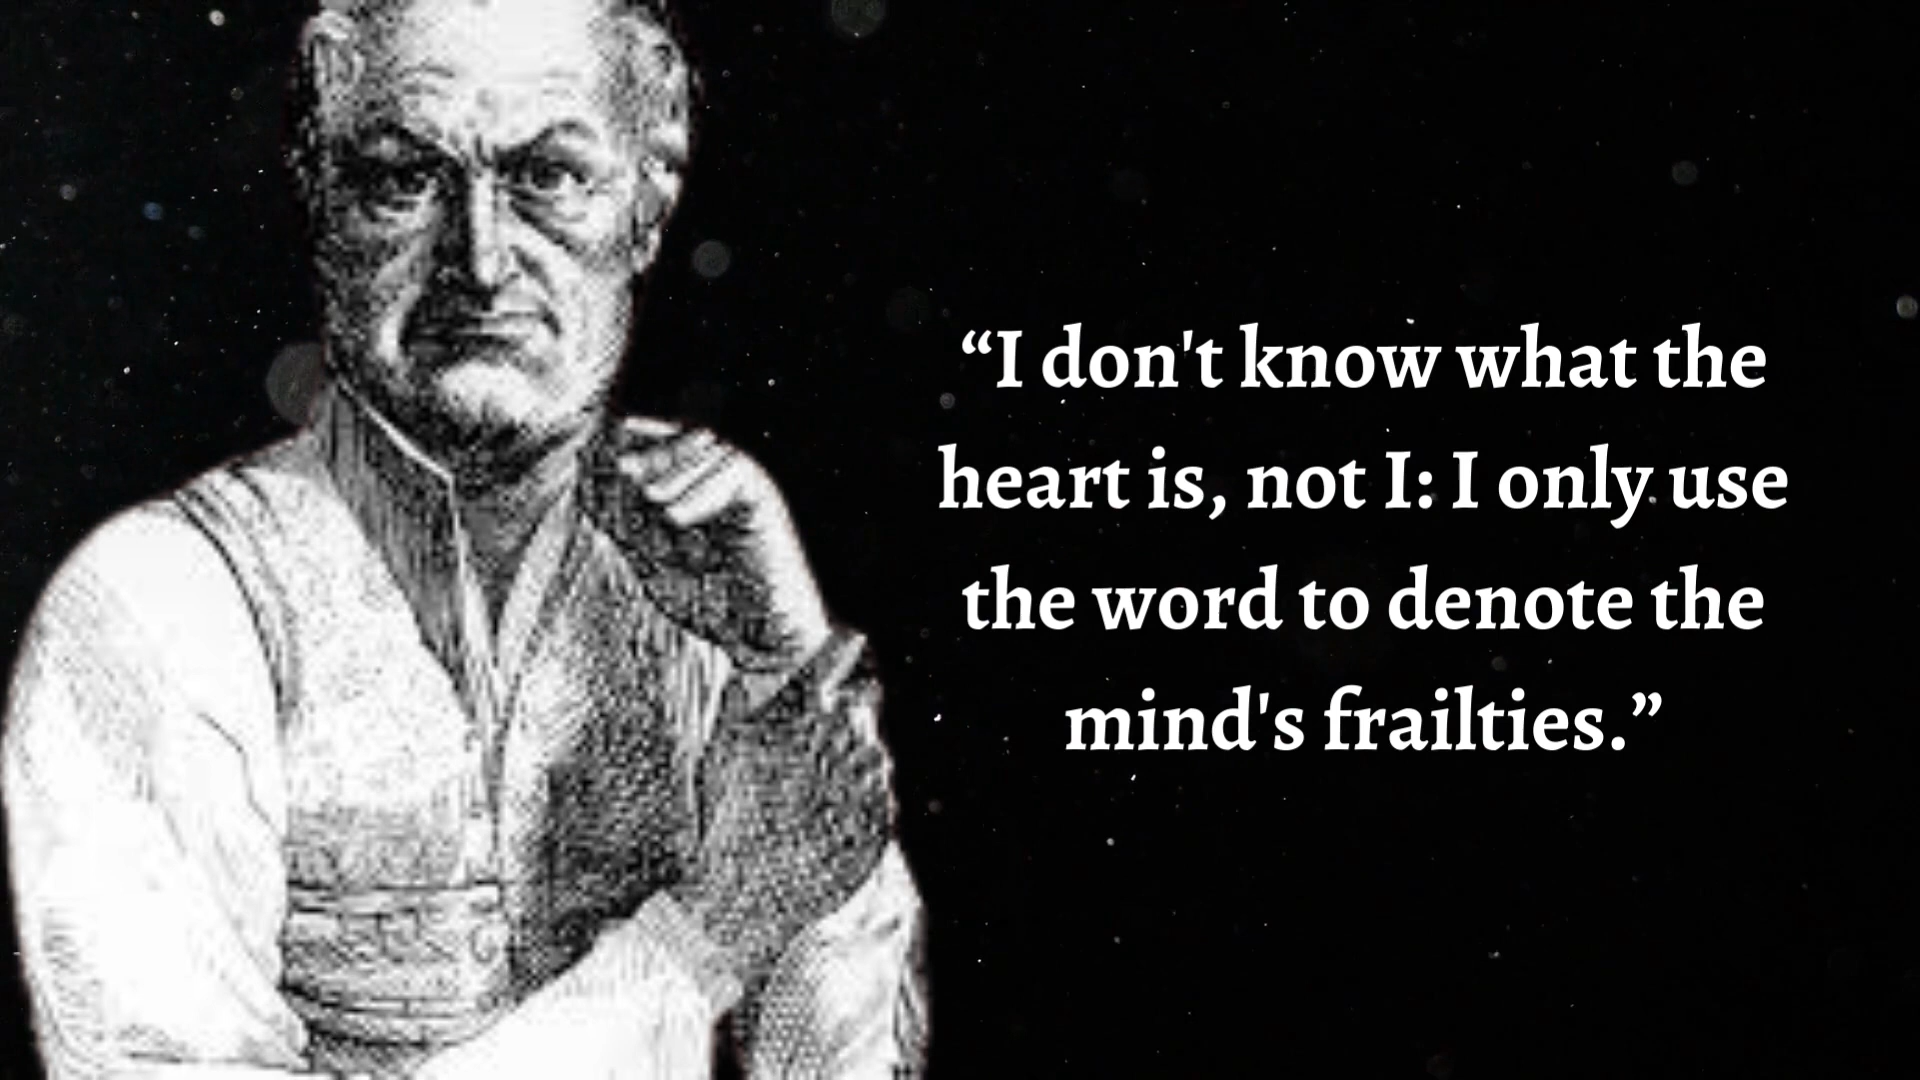 “I don't know what the
heart is, not I: I only use
the word to denote the
mind's frailties.”